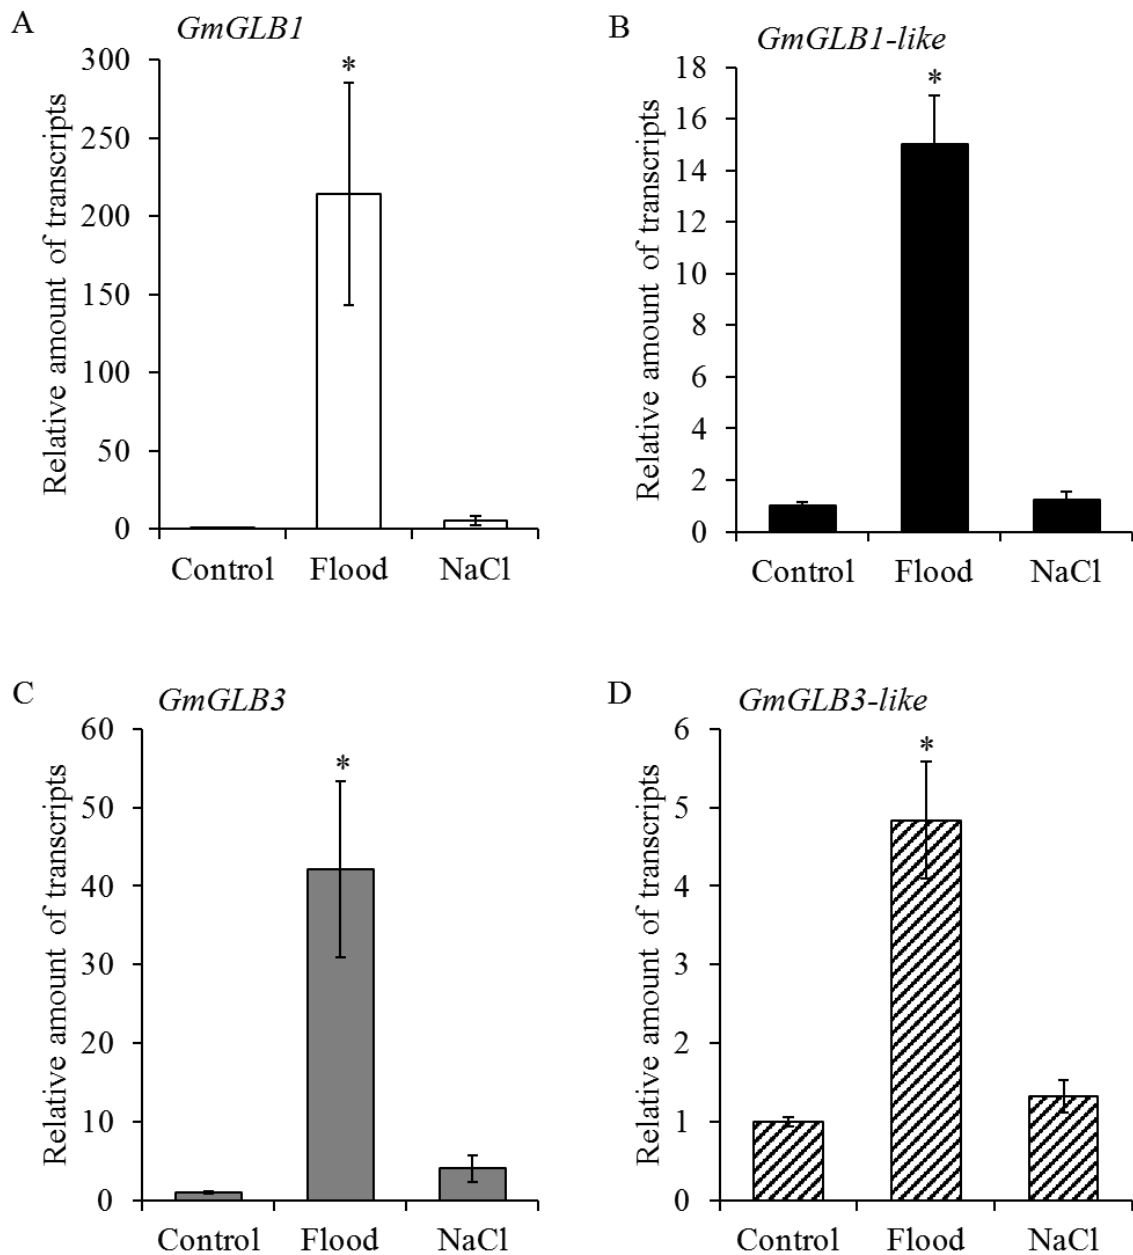 A
GmGLB1
Relative amount of transcripts
300
250
200
150
100
50
0
*
Control Flood NaCl
B
GmGLB1-like
Relative amount of transcripts
18
16
14
12
10
8
6
4
2
0
*
Control Flood NaCl
C
GmGLB3
Relative amount of transcripts
60
50
40
30
20
10
0
*
Control Flood NaCl
D
GmGLB3-like
Relative amount of transcripts
6
5
4
3
2
1
0
*
Control Flood NaCl